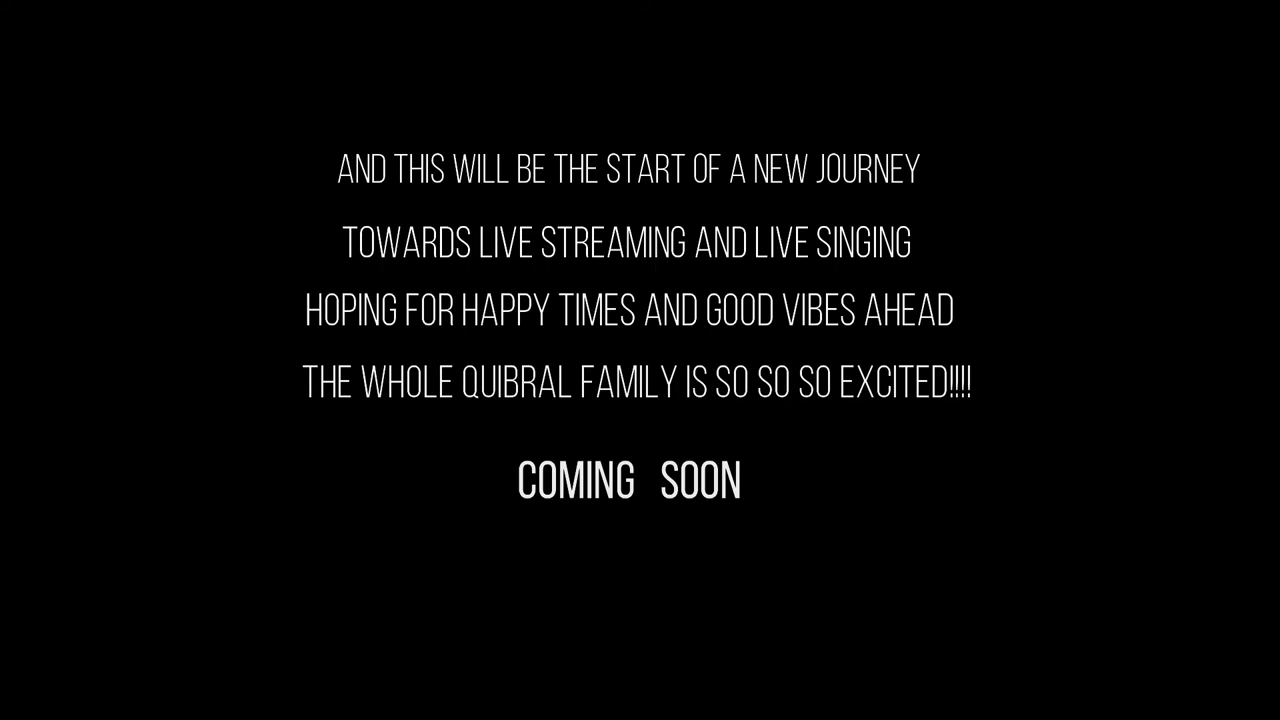 AND THIS WILL BE THE START OF A NEW JOURNEY
TOWARDS LIVE STREAMING AND LIVE SINGING
HOPING FOR HAPPY TIMES AND GOOD VIBES AHEAD
THE WHOLE QUIBRAL FAMILY IS SO SO SO EXCITED!!!!
COMING SOON